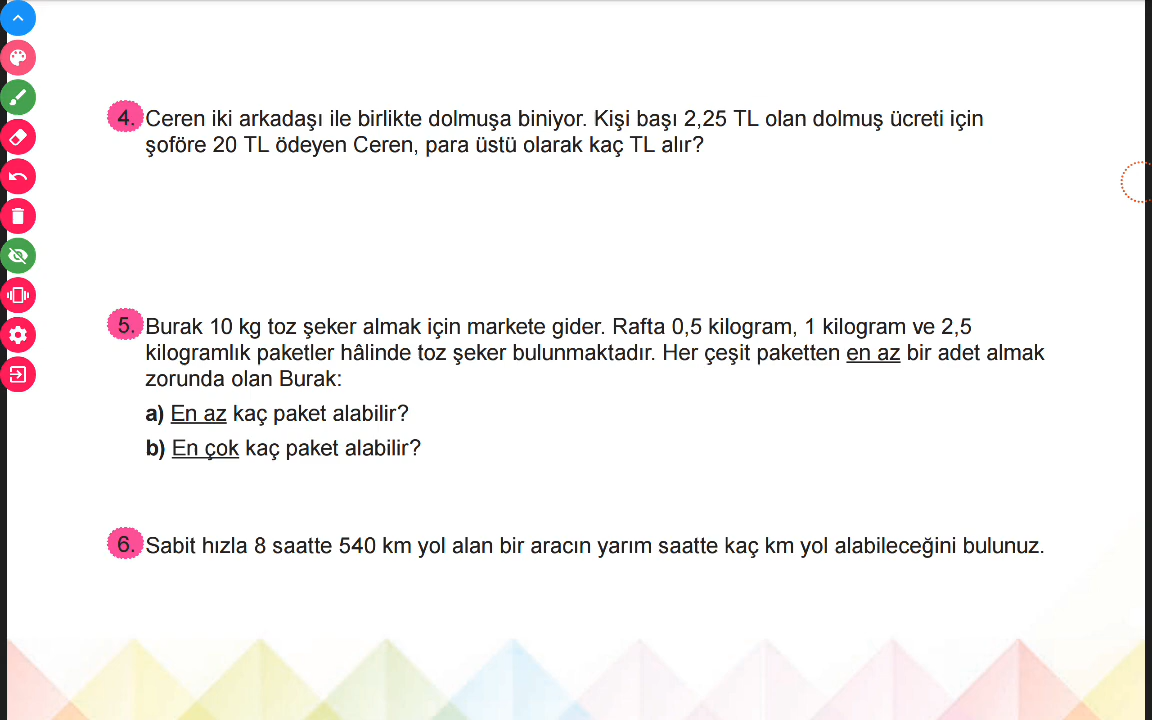 4. Ceren iki arkadaşı ile birlikte dolmuşa biniyor. Kişi başı 2,25 TL olan dolmuş ücreti için
şoföre 20 TL ödeyen Ceren, para üstü olarak kaç TL alır?
5. Burak 10 kg toz şeker almak için markete gider. Rafta 0,5 kilogram, 1 kilogram ve 2,5
kilogramlık paketler hâlinde toz şeker bulunmaktadır. Her çeşit paketten en az bir adet almak
zorunda olan Burak:
a) En az kaç paket alabilir?
b) En çok kaç paket alabilir?
6. Sabit hızla 8 saatte 540 km yol alan bir aracın yarım saatte kaç km yol alabileceğini bulunuz.